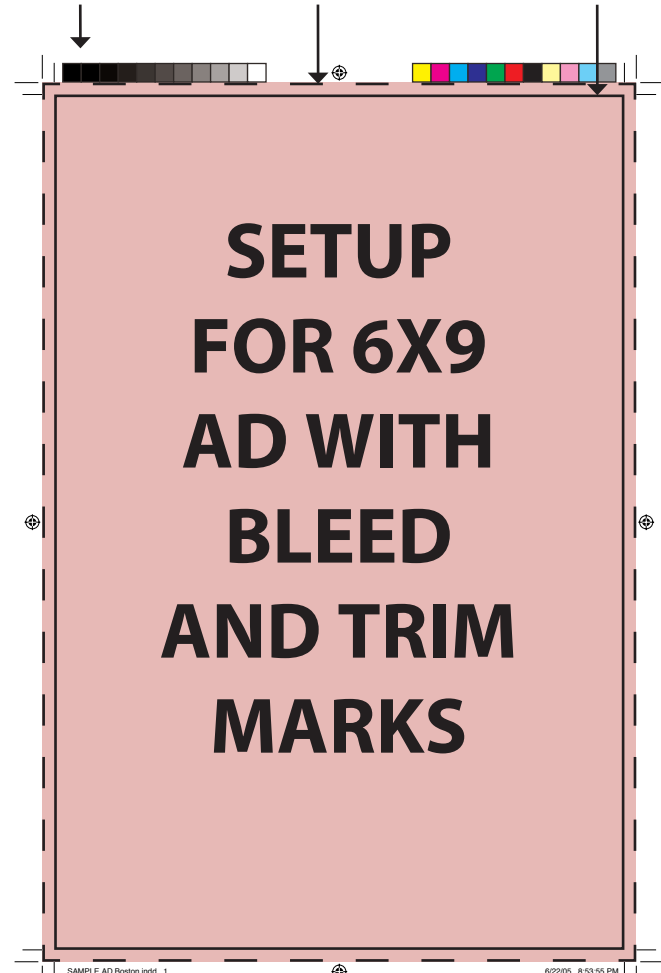 SETUP
FOR 6X9
AD WITH
BLEED
AND TRIM
MARKS
SAMPLE AD Boston.indd 1
6/22/05 8:53:55 PM